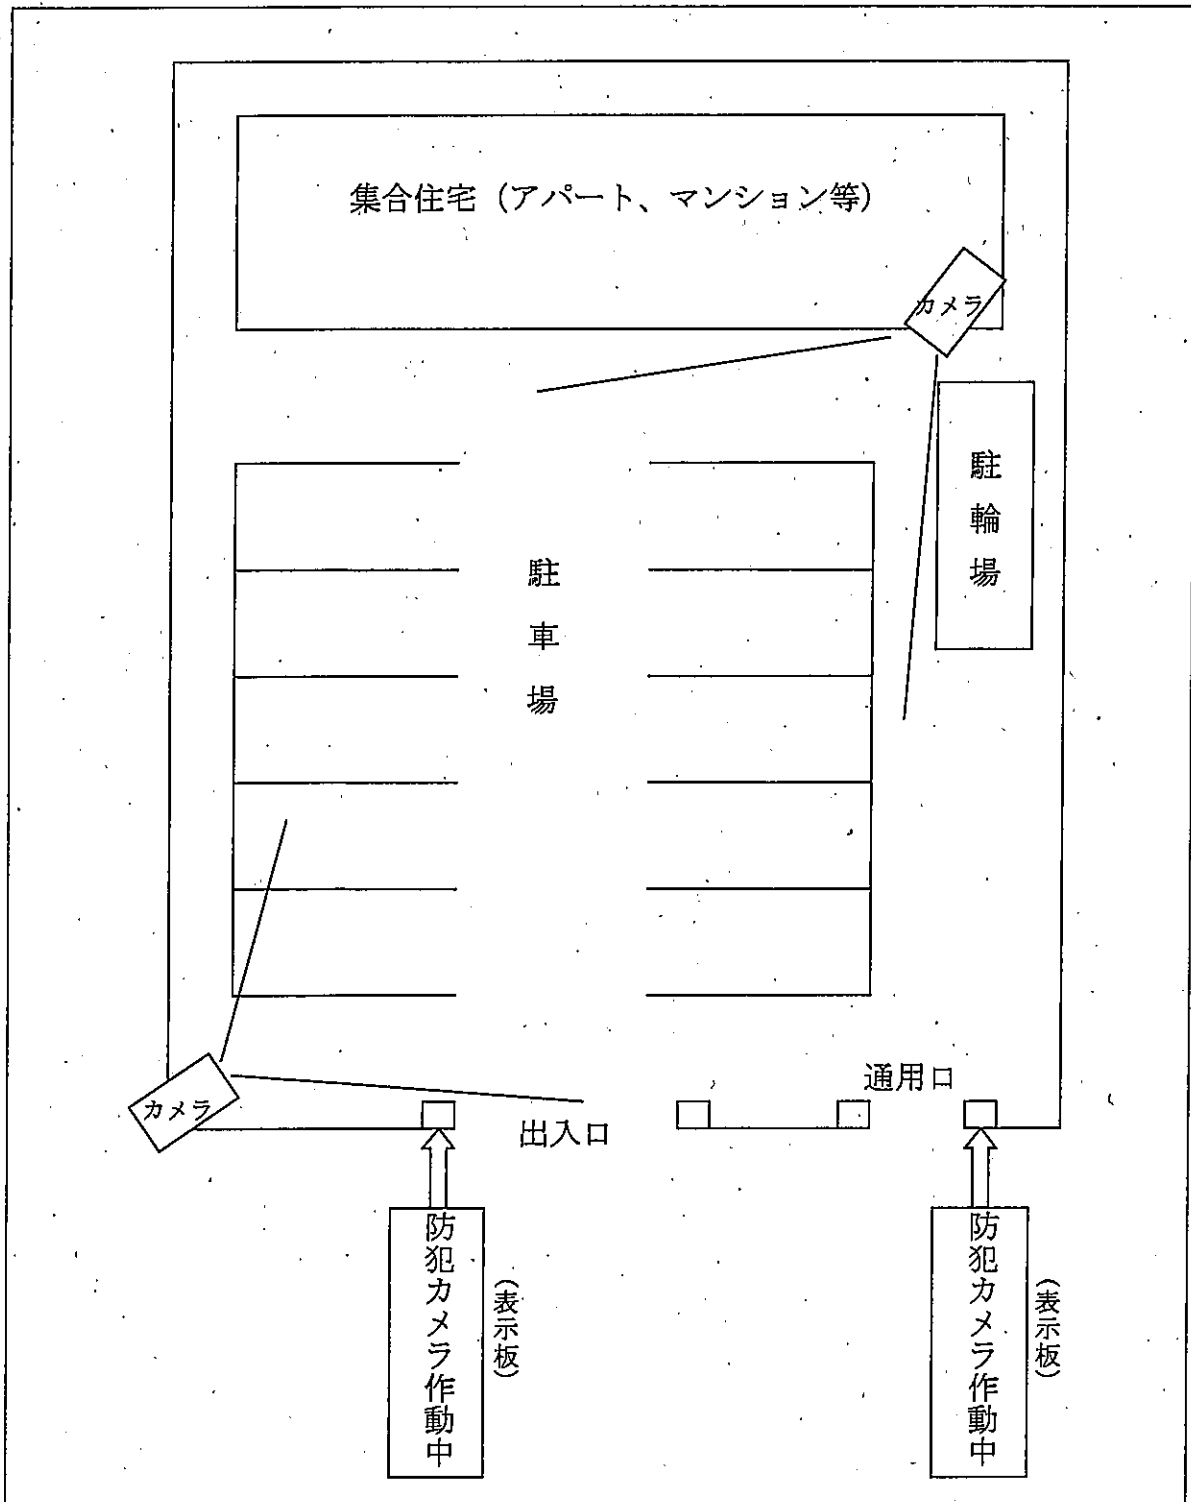 集合住宅（アパート、マンション等）
カメラ
駐輪場
駐車場
カメラ
通用口
出入口
防犯カメラ作動中
（表示板）
防犯カメラ作動中
（表示板）